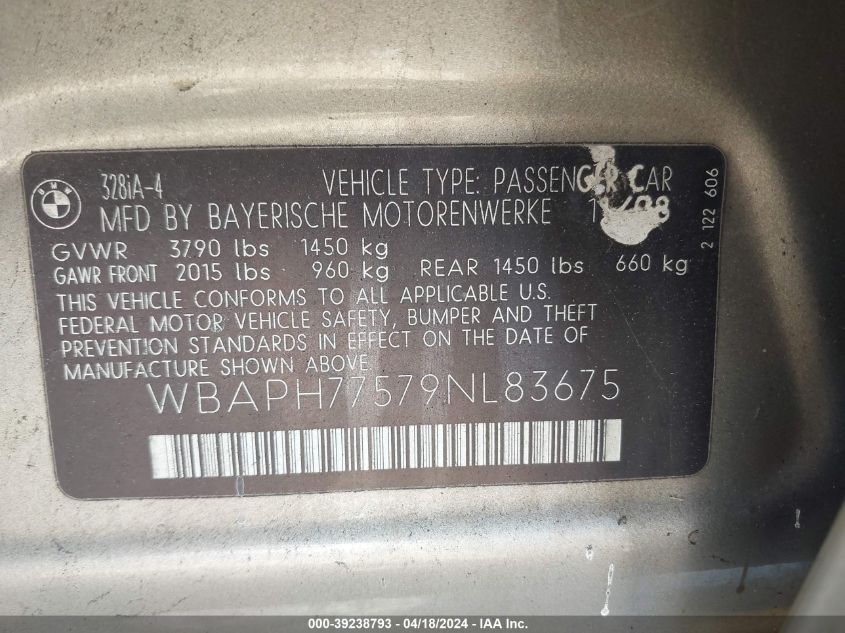 BMW
328iA-4 VEHICLE TYPE: PASSENGER CAR
MFD BY BAYERISCHE MOTORENWERKE
GVWR 3790 lbs 1450 kg
GAWR FRONT 2015 lbs 960 kg REAR 1450 lbs 660 kg
THIS VEHICLE CONFORMS TO ALL APPLICABLE U.S.
FEDERAL MOTOR VEHICLE SAFETY, BUMPER AND THEFT
PREVENTION STANDARDS IN EFFECT ON THE DATE OF
MANUFACTURE SHOWN ABOVE.
WBAPH77579NL83675
2 122 606
000-39238793 - 04/18/2024 - IAA Inc.